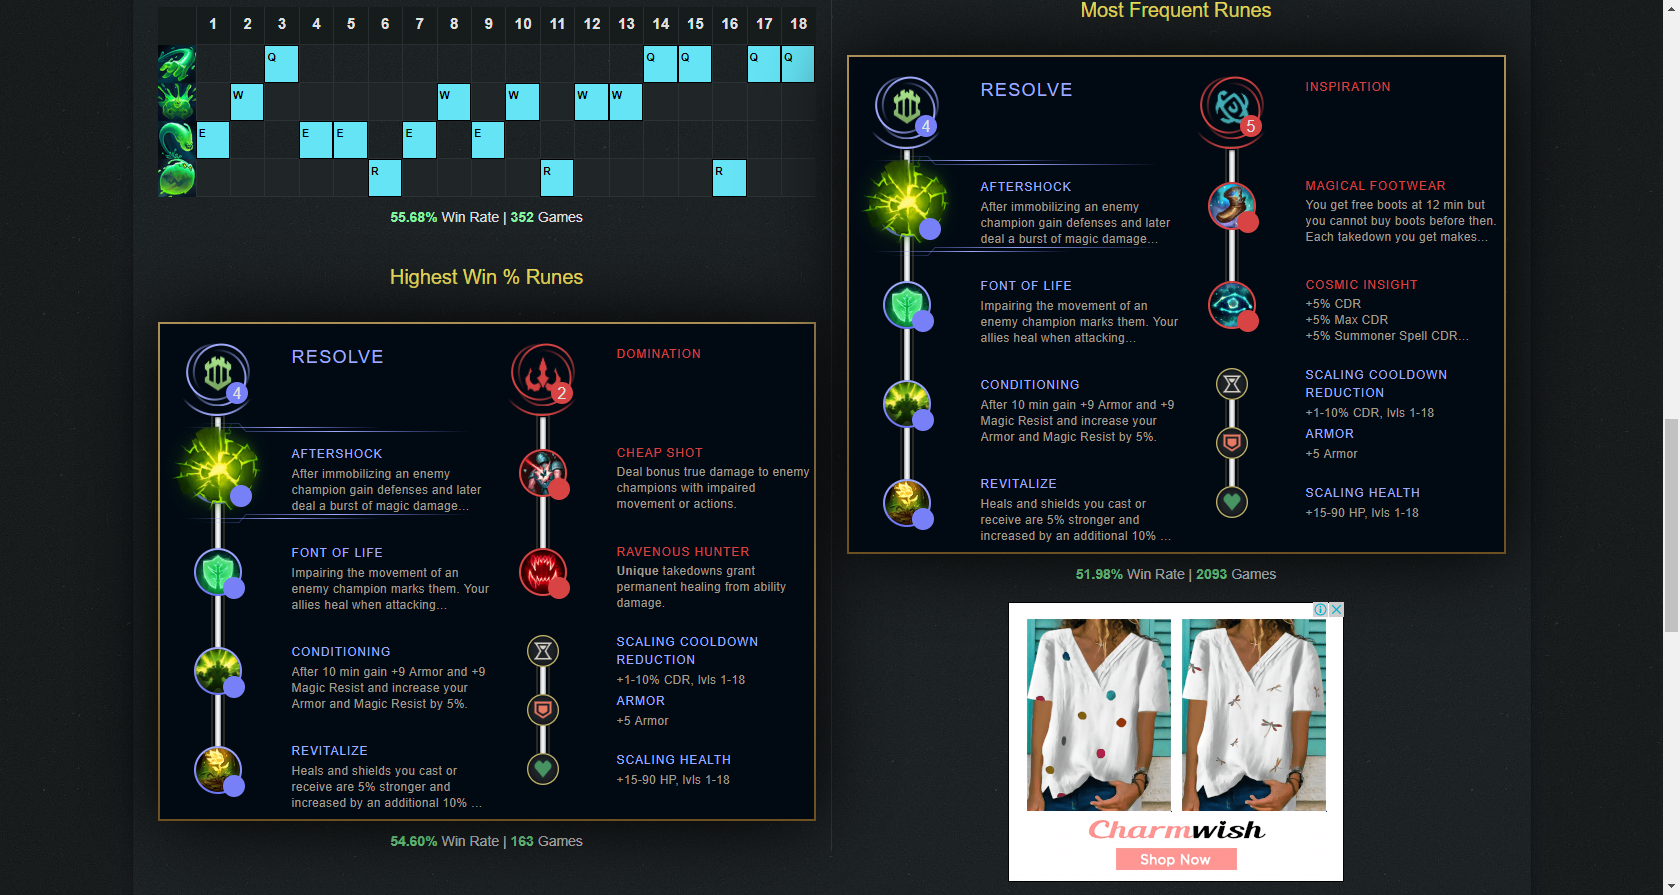 1 2 3 4 5 6 7 8 9 10 11 12 13 14 15 16 17 18
Q Q Q Q Q
W W W W W
E E E E E
R R R
55.68% Win Rate | 352 Games
Highest Win % Runes
4
RESOLVE
AFTERSHOCK
After immobilizing an enemy
champion gain defenses and later
deal a burst of magic damage...
FONT OF LIFE
Impairing the movement of an
enemy champion marks them. Your
allies heal when attacking...
CONDITIONING
After 10 min gain +9 Armor and +9
Magic Resist and increase your
Armor and Magic Resist by 5%.
REVITALIZE
Heals and shields you cast or
receive are 5% stronger and
increased by an additional 10% ...
2
DOMINATION
CHEAP SHOT
Deal bonus true damage to enemy
champions with impaired
movement or actions.
RAVENOUS HUNTER
Unique takedowns grant
permanent healing from ability
damage.
SCALING COOLDOWN
REDUCTION
+1-10% CDR, lvls 1-18
ARMOR
+5 Armor
SCALING HEALTH
+15-90 HP, lvls 1-18
54.60% Win Rate | 163 Games
Most Frequent Runes
4
RESOLVE
AFTERSHOCK
After immobilizing an enemy
champion gain defenses and later
deal a burst of magic damage...
FONT OF LIFE
Impairing the movement of an
enemy champion marks them. Your
allies heal when attacking...
CONDITIONING
After 10 min gain +9 Armor and +9
Magic Resist and increase your
Armor and Magic Resist by 5%.
REVITALIZE
Heals and shields you cast or
receive are 5% stronger and
increased by an additional 10% ...
5
INSPIRATION
MAGICAL FOOTWEAR
You get free boots at 12 min but
you cannot buy boots before then.
Each takedown you get makes...
COSMIC INSIGHT
+5% CDR
+5% Max CDR
+5% Summoner Spell CDR...
SCALING COOLDOWN
REDUCTION
+1-10% CDR, lvls 1-18
ARMOR
+5 Armor
SCALING HEALTH
+15-90 HP, lvls 1-18
51.98% Win Rate | 2093 Games
Charmwish
Shop Now